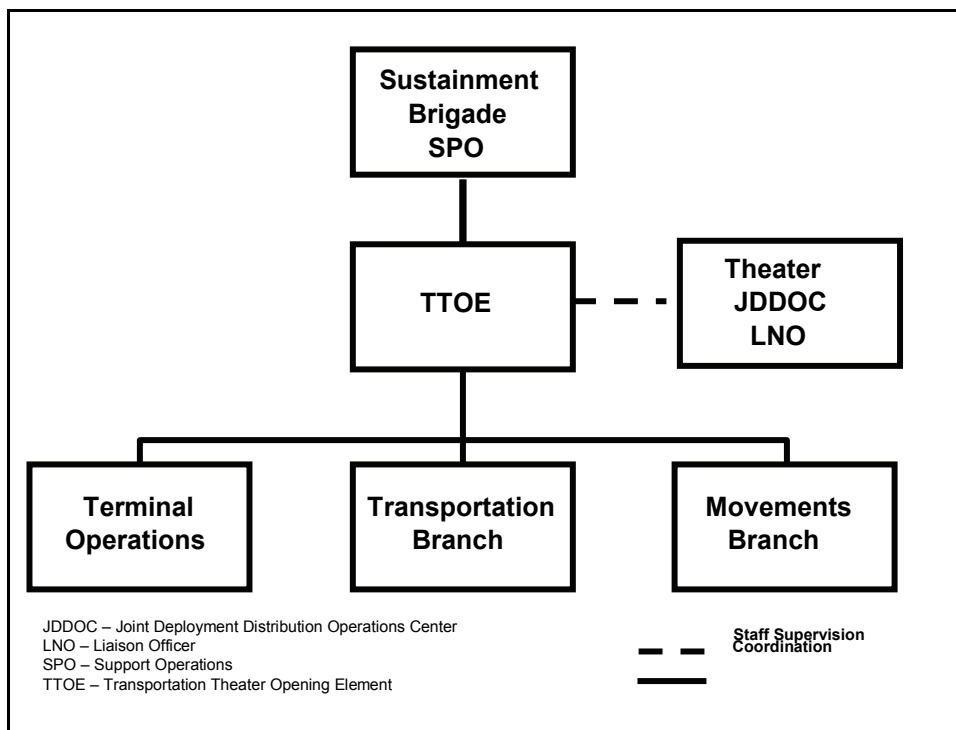 Sustainment
Brigade
SPO
TTOE
Theater
JDDOC
LNO
Terminal
Operations
Transportation
Branch
Movements
Branch
JDDOC – Joint Deployment Distribution Operations Center
LNO – Liaison Officer
SPO – Support Operations
TTOE – Transportation Theater Opening Element
Staff Supervision
Coordination